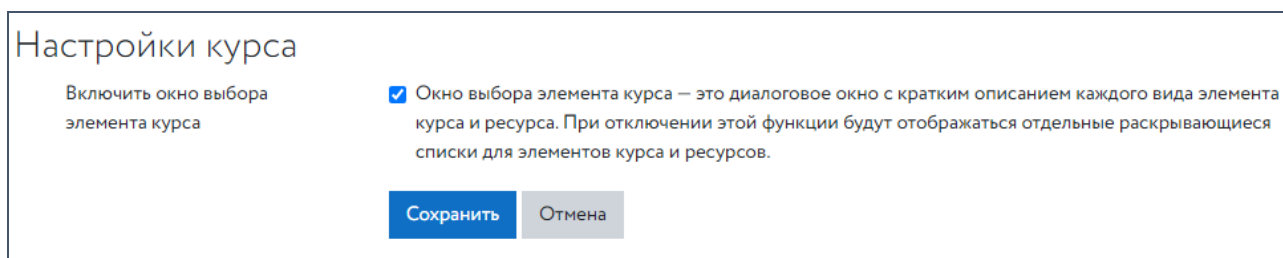 Настройки курса
Включить окно выбора
элемента курса
Окно выбора элемента курса — это диалоговое окно с кратким описанием каждого вида элемента
курса и ресурса. При отключении этой функции будут отображаться отдельные раскрывающиеся
списки для элементов курса и ресурсов.
Сохранить Отмена